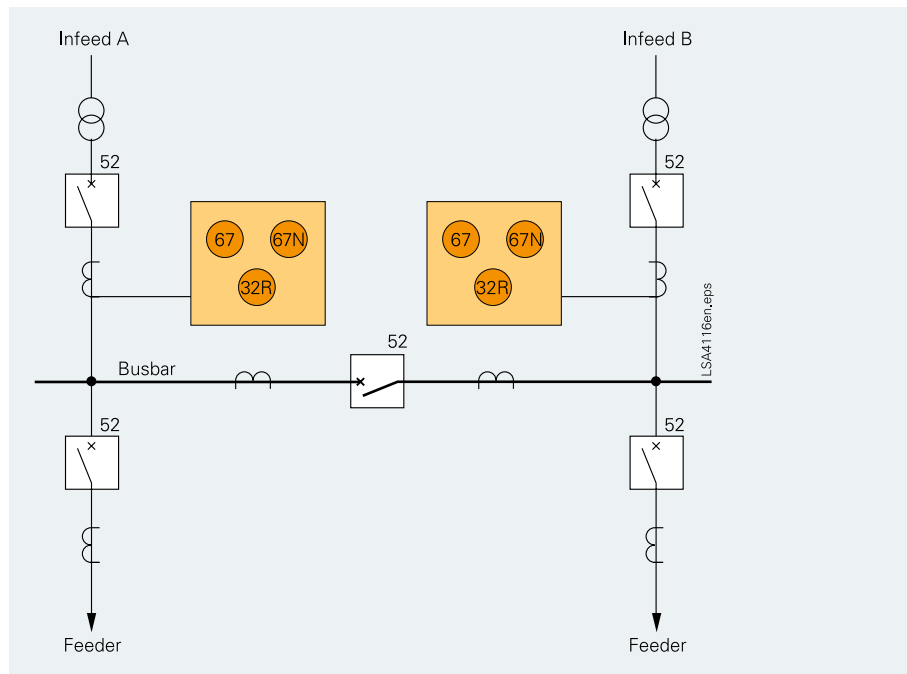 Infeed A
Infeed B
52
52
67
67N
67
67N
32R
32R
LSA4116en.eps
52
Busbar
52
52
Feeder
Feeder